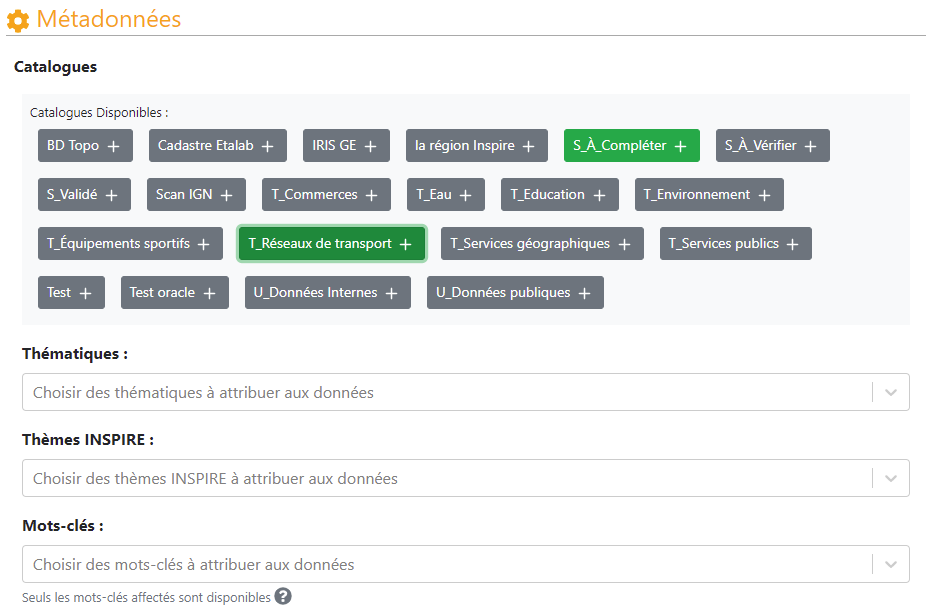 Métadonnées
Catalogues
Catalogues Disponibles :
BD Topo + Cadastre Etalab + IRIS GE + la région Inspire + S_À_Compléter + S_À_Vérifier +
S_Validé + Scan IGN + T_Commerces + T_Eau + T_Education + T_Environnement +
T_Équipements sportifs + T_Réseaux de transport + T_Services géographiques + T_Services publics +
Test + Test oracle + U_Données Internes + U_Données publiques +
Thématiques :
Choisir des thématiques à attribuer aux données
Thèmes INSPIRE :
Choisir des thèmes INSPIRE à attribuer aux données
Mots-clés :
Choisir des mots-clés à attribuer aux données
Seuls les mots-clés affectés sont disponibles ?